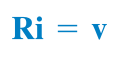 Ri = v